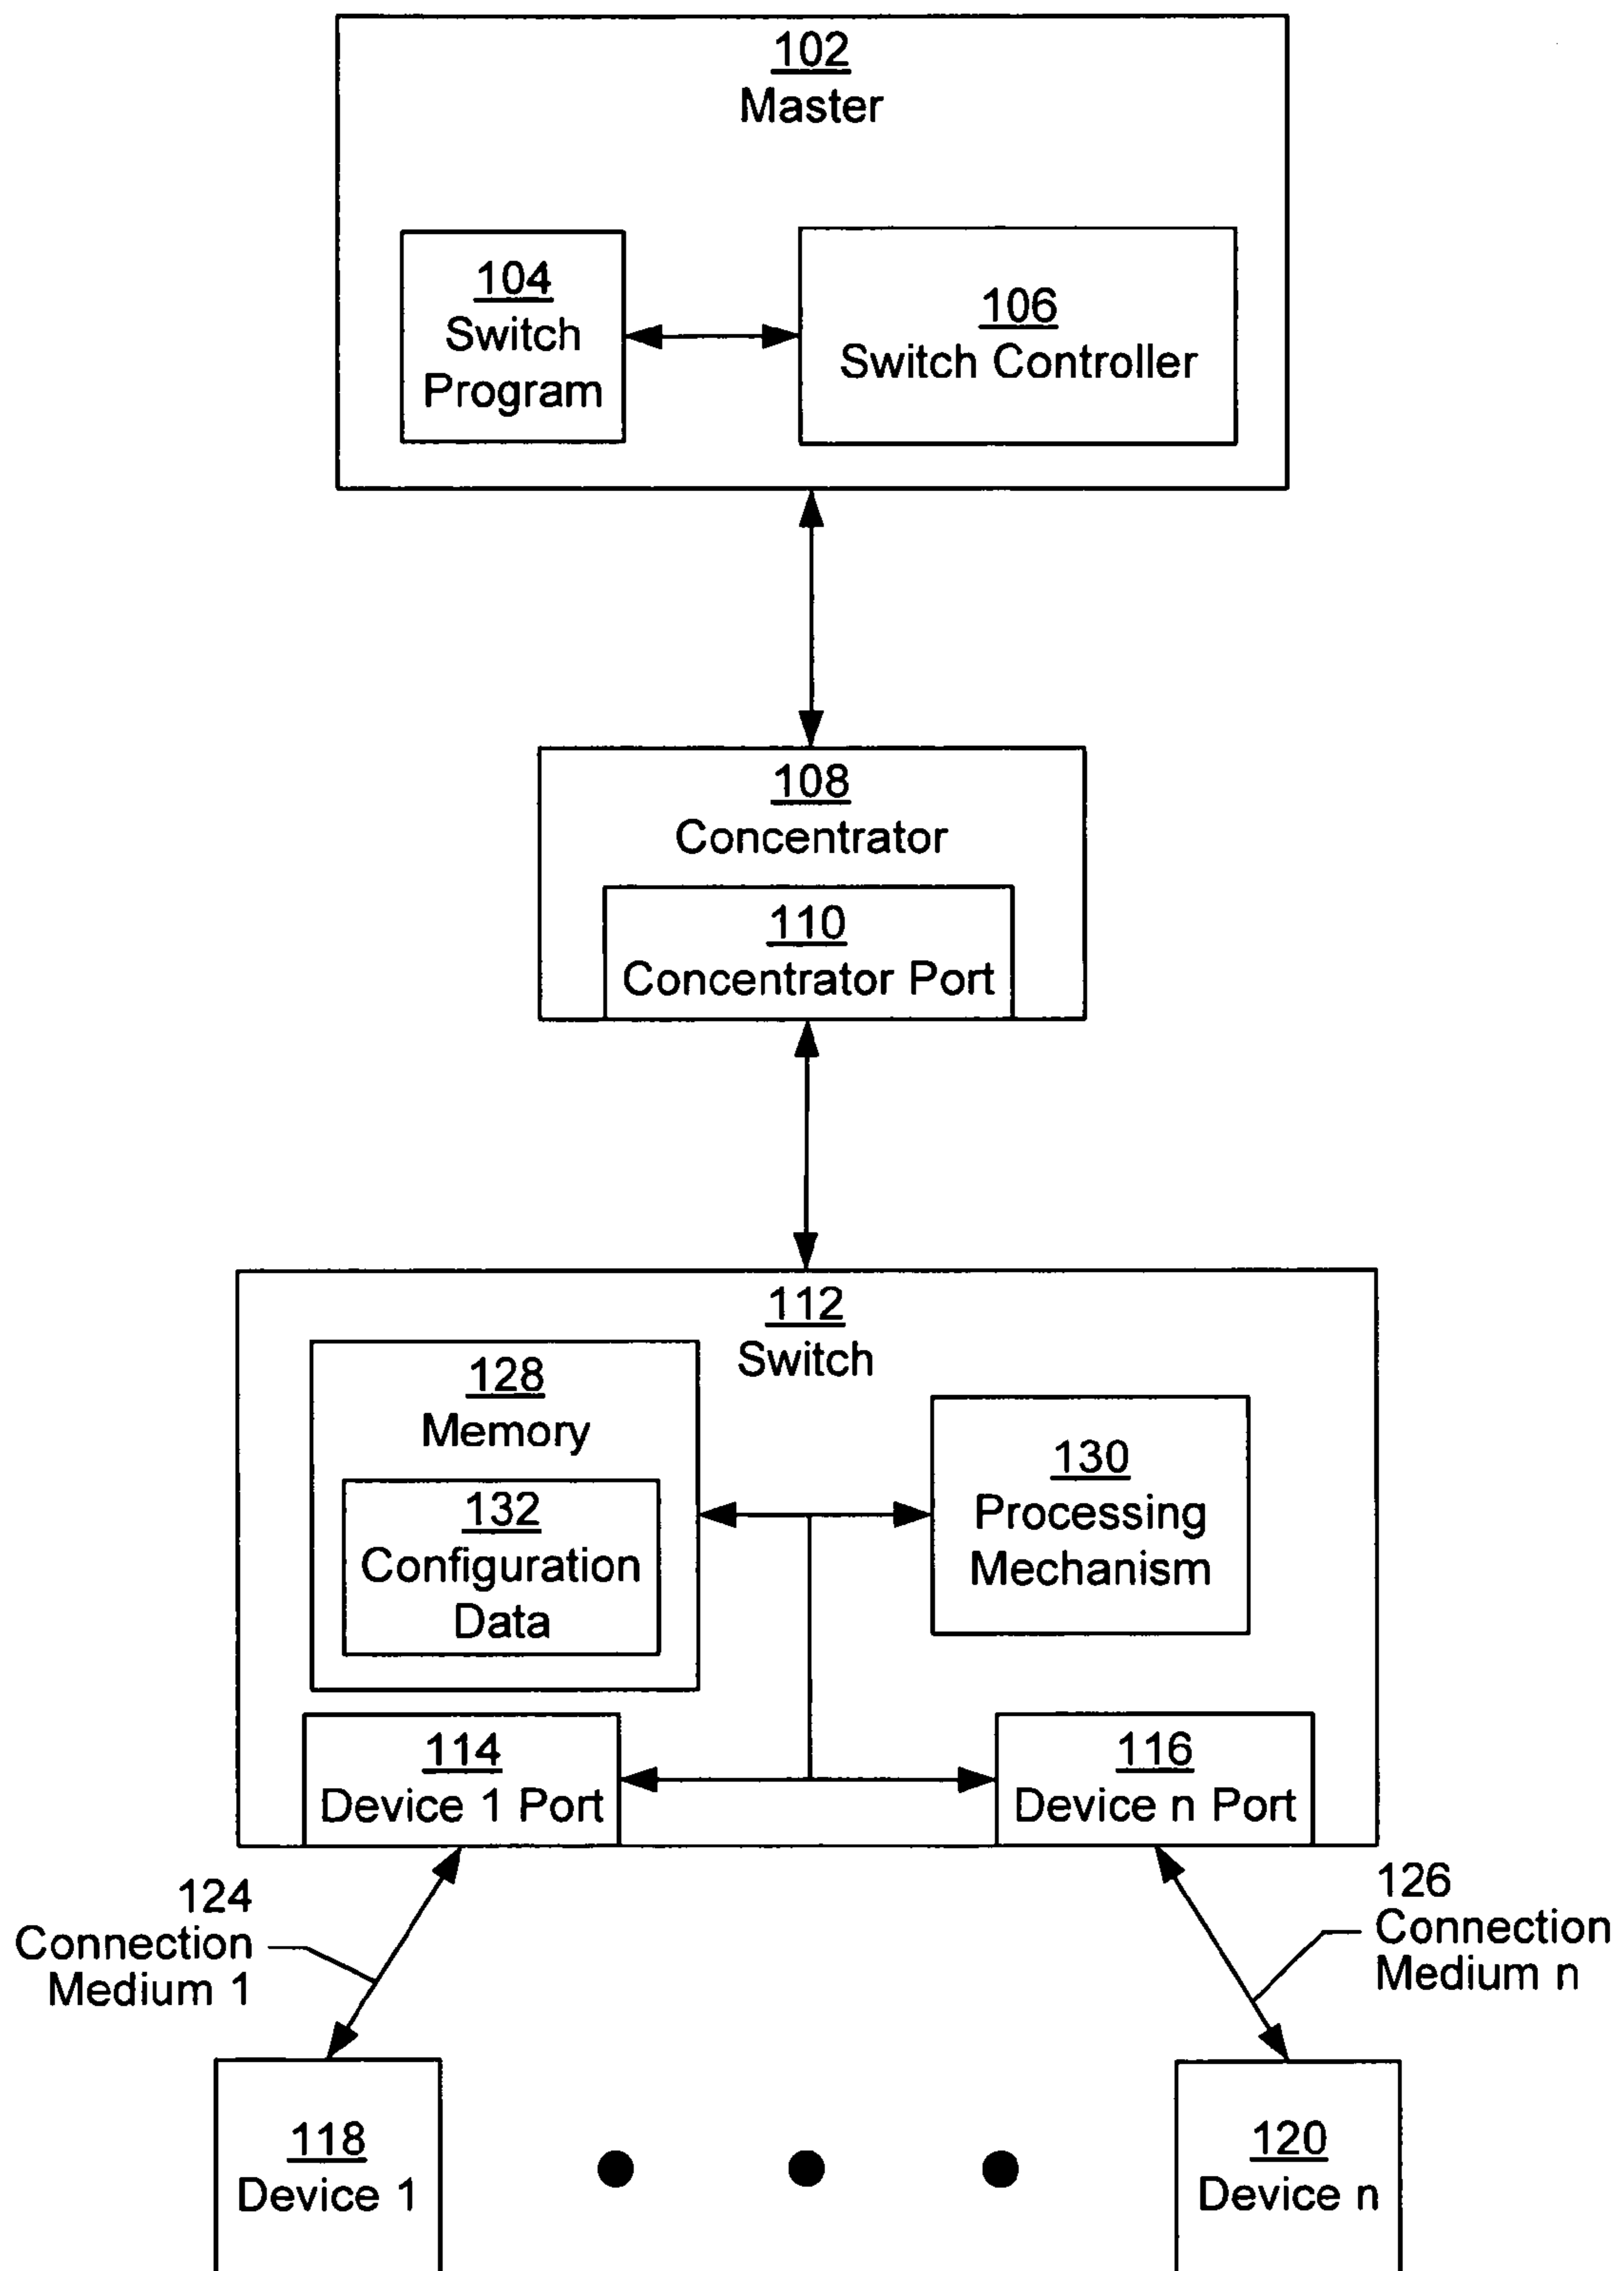 102
Master
104
Switch
Program
106
Switch Controller
108
Concentrator
110
Concentrator Port
112
Switch
128
Memory
132
Configuration
Data
130
Processing
Mechanism
114
Device 1 Port
116
Device n Port
124
Connection
Medium 1
126
Connection
Medium n
118
Device 1
120
Device n